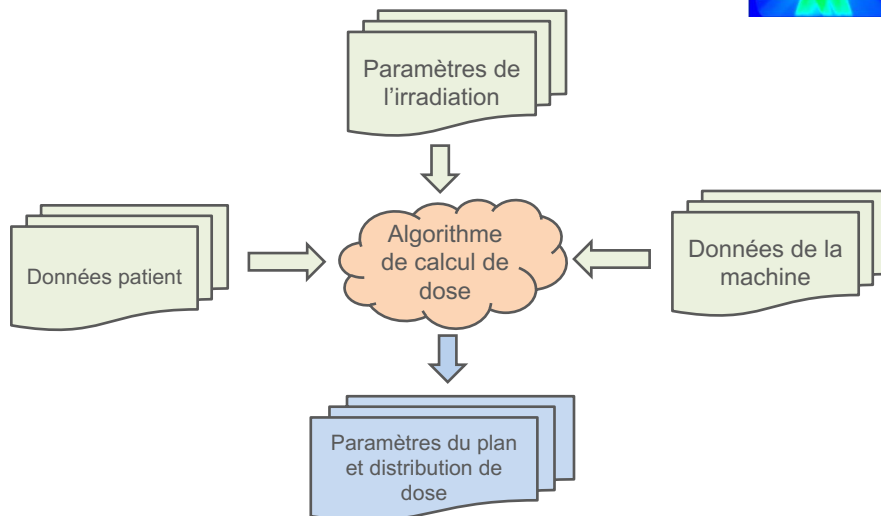 Paramètres de
l’irradiation
Données patient
Algorithme
de calcul de
dose
Données de la
machine
Paramètres du plan
et distribution de
dose